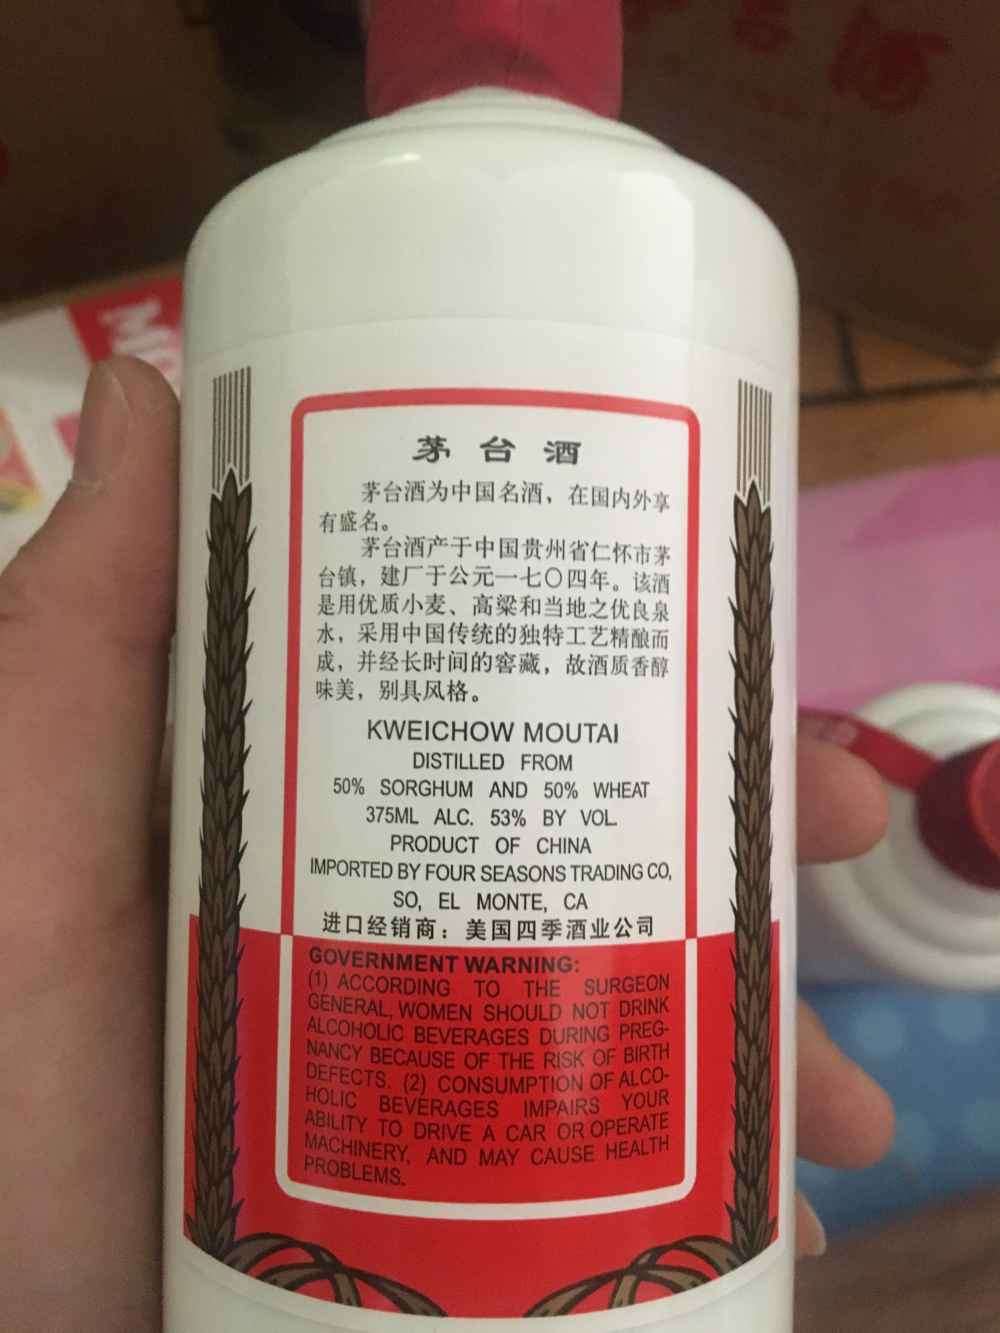 茅台酒
茅台酒为中国名酒，在国内外享
有盛名。
茅台酒产于中国贵州省仁怀市茅
台镇，建厂于公元一七〇四年。该酒
是用优质小麦、高粱和当地之优良泉
水，采用中国传统的独特工艺精酿而
成，并经长时间的窖藏，故酒质香醇
味美，别具风格。
KWEICHOW MOUTAI
DISTILLED FROM
50% SORGHUM AND 50% WHEAT
375ML ALC. 53% BY VOL.
PRODUCT OF CHINA
IMPORTED BY FOUR SEASONS TRADING CO,
SO, EL MONTE, CA
进口经销商：美国四季酒业公司
GOVERNMENT WARNING:
(1) ACCORDING TO THE SURGEON
GENERAL, WOMEN SHOULD NOT DRINK
ALCOHOLIC BEVERAGES DURING PREG-
NANCY BECAUSE OF THE RISK OF BIRTH
DEFECTS. (2) CONSUMPTION OF ALCO-
HOLIC BEVERAGES IMPAIRS YOUR
ABILITY TO DRIVE A CAR OR OPERATE
MACHINERY, AND MAY CAUSE HEALTH
PROBLEMS.